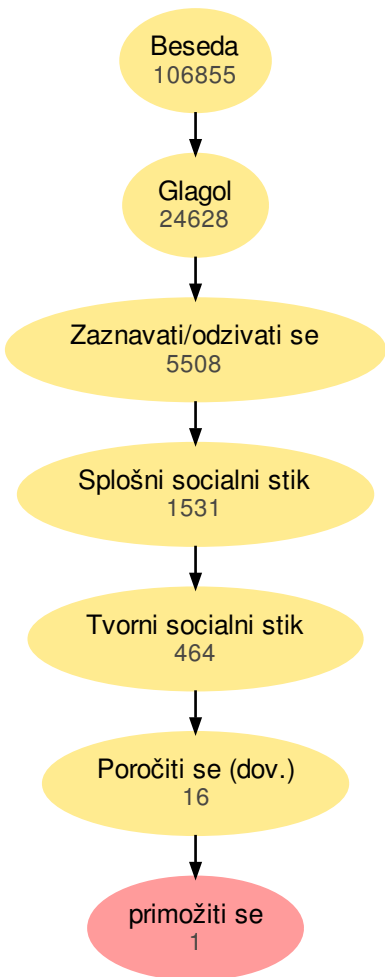 Beseda
106855
Glagol
24628
Zaznavati/odzivati se
5508
Splošni socialni stik
1531
Tvorni socialni stik
464
Poročiti se (dov.)
16
primožiti se
1